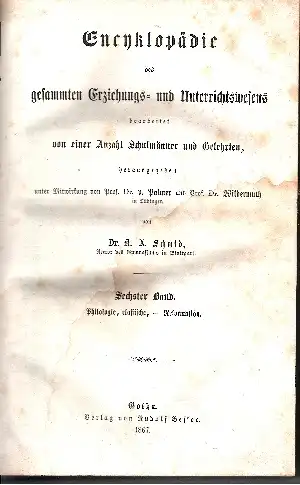 Encyklopädie
des
gesammten Erziehungs- und Unterrichtswesens
bearbeitet
von einer Anzahl Schulmänner und Gelehrten,
herausgegeben
unter Mitwirkung von Prof. Dr. v. Palmer und Prof. Dr. Wildermuth
in Tübingen
von
Dr. K. A. Schmid,
Rector des Gymnasiums in Stuttgart.
Sechster Band.
Philologie, classische, — Reformation.
Gotha.
Verlag von Rudolf Besser.
1867.